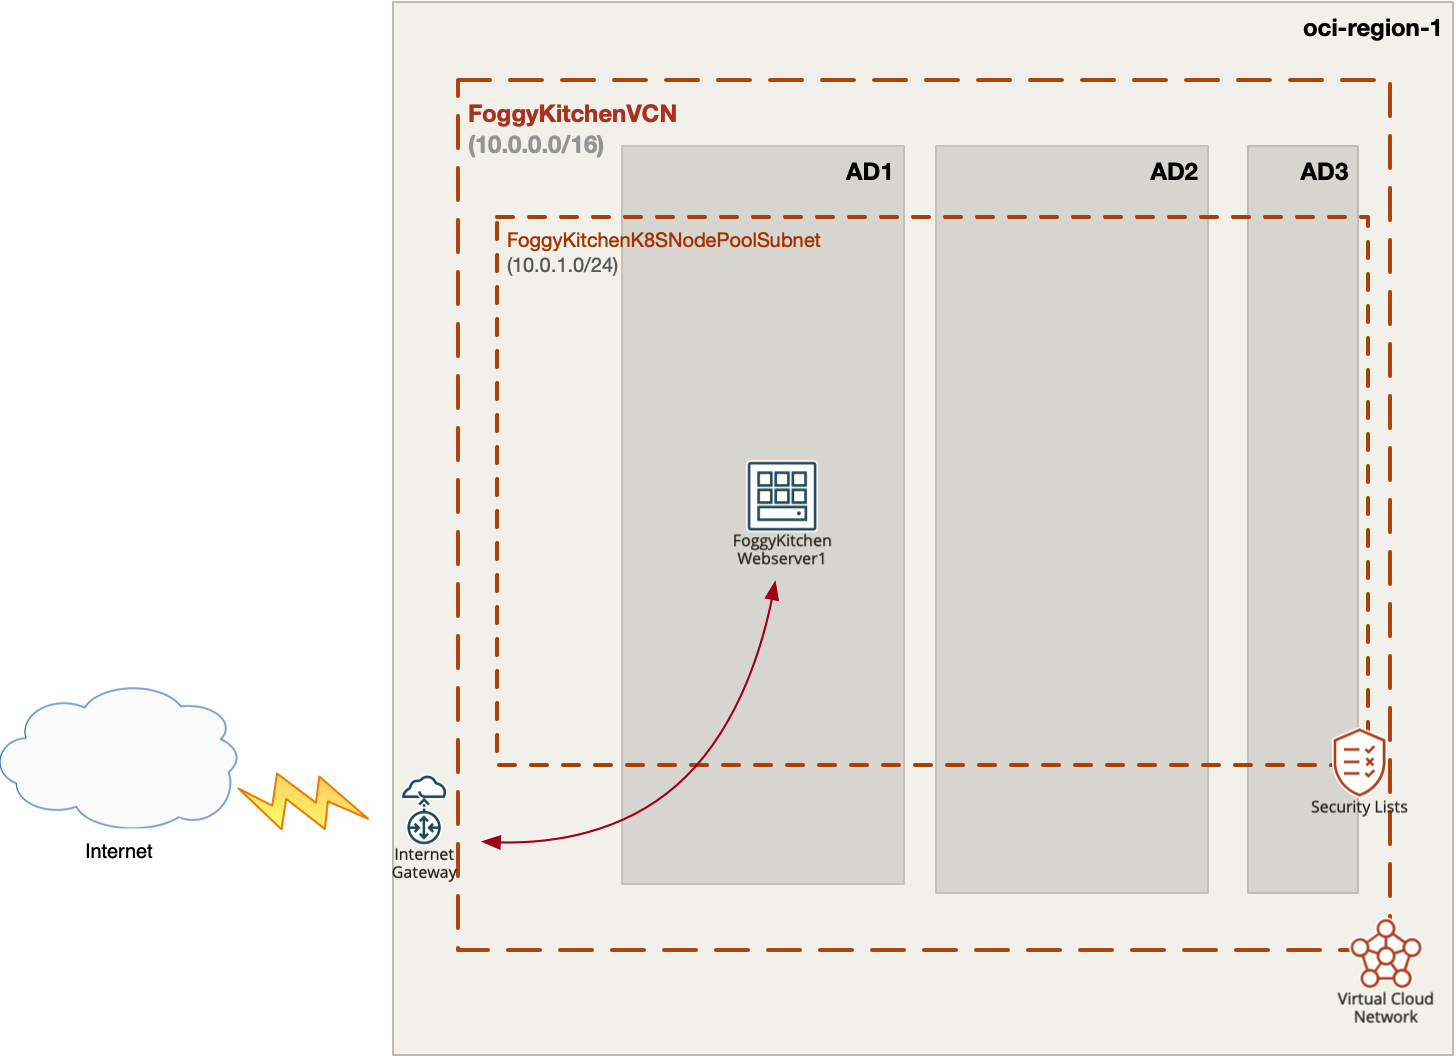 oci-region-1
FoggyKitchenVCN
(10.0.0.0/16)
AD1
AD2
AD3
FoggyKitchenK8SNodePoolSubnet
(10.0.1.0/24)
FoggyKitchen
Webserver1
Internet
Internet
Gateway
Security Lists
Virtual Cloud
Network